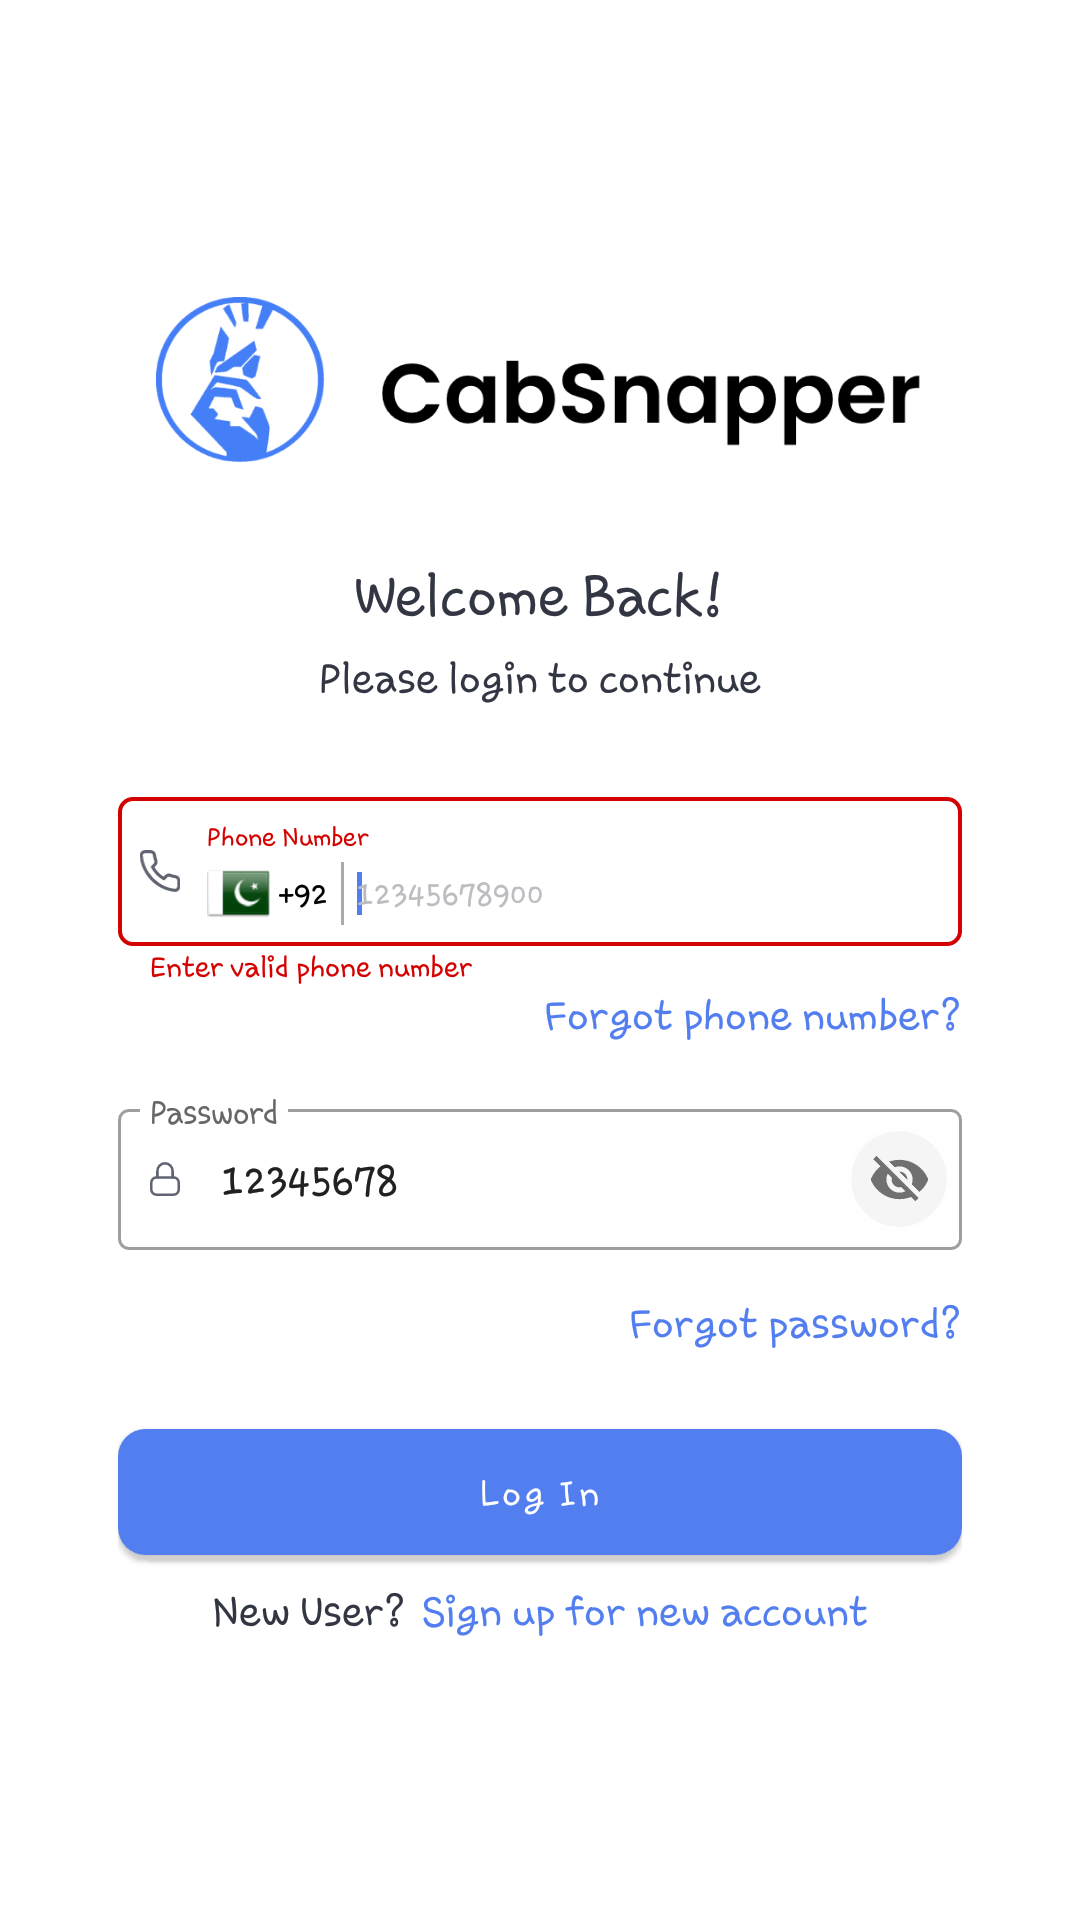 CabSnapper
Welcome Back!
Please login to continue
Phone Number
+92 12345678900
Enter valid phone number
Forgot phone number?
Password
12345678
Forgot password?
Log In
New User? Sign up for new account